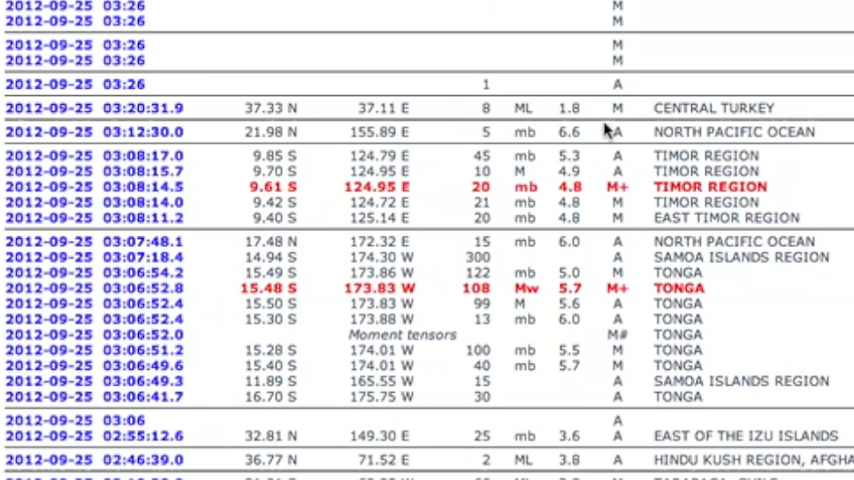 2012-09-25 03:26 M
2012-09-25 03:26 M
2012-09-25 03:26 M
2012-09-25 03:26 M
2012-09-25 03:26 1 A
2012-09-25 03:20:31.9 37.33 N 37.11 E 8 ML 1.8 M CENTRAL TURKEY
2012-09-25 03:12:30.0 21.98 N 155.89 E 5 mb 6.6 A NORTH PACIFIC OCEAN
2012-09-25 03:08:17.0 9.85 S 124.79 E 45 mb 5.3 A TIMOR REGION
2012-09-25 03:08:15.7 9.70 S 124.95 E 10 M 4.9 A TIMOR REGION
2012-09-25 03:08:14.5 9.61 S 124.95 E 20 mb 4.8 M+ TIMOR REGION
2012-09-25 03:08:14.0 9.42 S 124.72 E 21 mb 4.8 M TIMOR REGION
2012-09-25 03:08:11.2 9.40 S 125.14 E 20 mb 4.8 M EAST TIMOR REGION
2012-09-25 03:07:48.1 17.48 N 172.32 E 15 mb 6.0 A NORTH PACIFIC OCEAN
2012-09-25 03:07:18.4 14.94 S 174.30 W 300 A SAMOA ISLANDS REGION
2012-09-25 03:06:54.2 15.49 S 173.86 W 122 mb 5.0 M TONGA
2012-09-25 03:06:52.8 15.48 S 173.83 W 108 Mw 5.7 M+ TONGA
2012-09-25 03:06:52.4 15.50 S 173.83 W 99 M 5.6 A TONGA
2012-09-25 03:06:52.4 15.30 S 173.88 W 13 mb 6.0 A TONGA
2012-09-25 03:06:52.0 Moment tensors M# TONGA
2012-09-25 03:06:51.2 15.28 S 174.01 W 100 mb 5.5 M TONGA
2012-09-25 03:06:49.6 15.40 S 174.01 W 40 mb 5.7 M TONGA
2012-09-25 03:06:49.3 11.89 S 165.55 W 15 A SAMOA ISLANDS REGION
2012-09-25 03:06:41.7 16.70 S 175.75 W 30 A TONGA
2012-09-25 03:06 A
2012-09-25 02:55:12.6 32.81 N 149.30 E 25 mb 3.6 A EAST OF THE IZU ISLANDS
2012-09-25 02:46:39.0 36.77 N 71.52 E 2 ML 3.8 A HINDU KUSH REGION, AFGHA